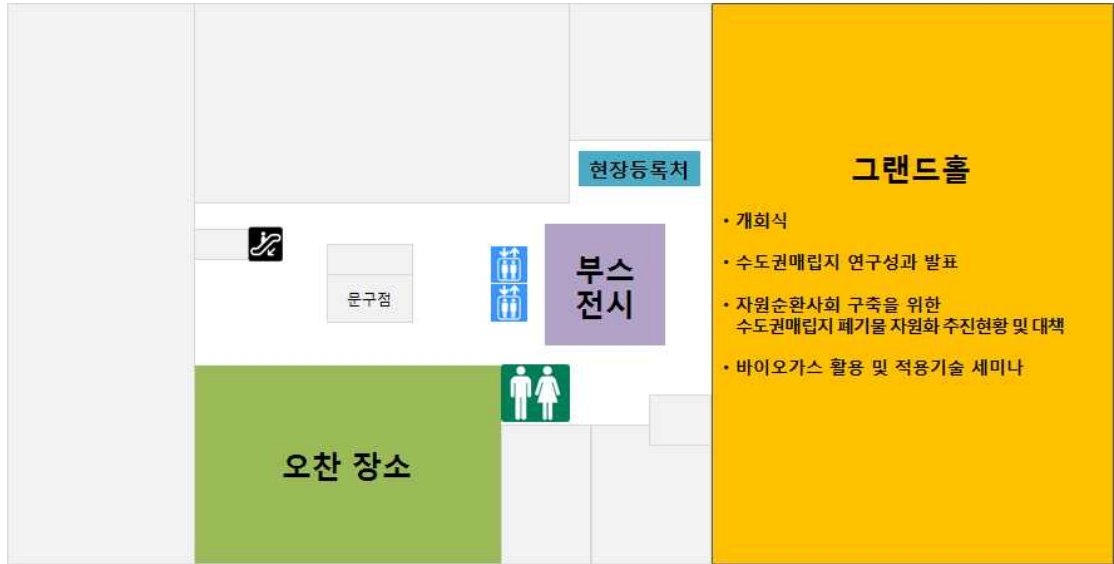 현장등록처
그랜드홀
· 개회식
· 수도권매립지 연구성과 발표
· 자원순환사회 구축을 위한
수도권매립지 폐기물 자원화 추진현황 및 대책
· 바이오가스 활용 및 적용기술 세미나
부스
전시
문구점
오찬 장소